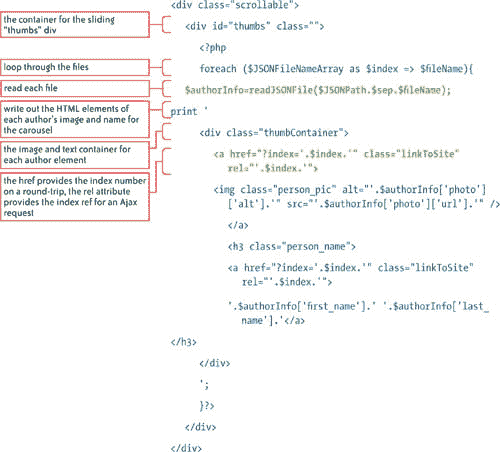 <div class="scrollable">
the container for the sliding
"thumbs" div
<div id="thumbs" class="">
<?php
loop through the files
foreach ($JSONFileNameArray as $index => $fileName){
read each file
$authorInfo=readJSONFile($JSONPath.$sep.$fileName);
write out the HTML elements of
each author's image and name for
the carousel
print '
the image and text container for
each author element
<div class="thumbContainer">
the href provides the index number
on a round-trip, the rel attribute
provides the index ref for an Ajax
request
<a href="?index='.$index.'" class="linkToSite"
rel="'.$index.'">
<img class="person_pic" alt="'.$authorInfo['photo']
['alt'].'" src="'.$authorInfo['photo']['url'].'" />
</a>
<h3 class="person_name">
<a href="?index='.$index.'" class="linkToSite"
rel="'.$index.'">
'.$authorInfo['first_name'].' '.$authorInfo['last_
name'].'</a>
</h3>
</div>
';
}?>
</div>
</div>